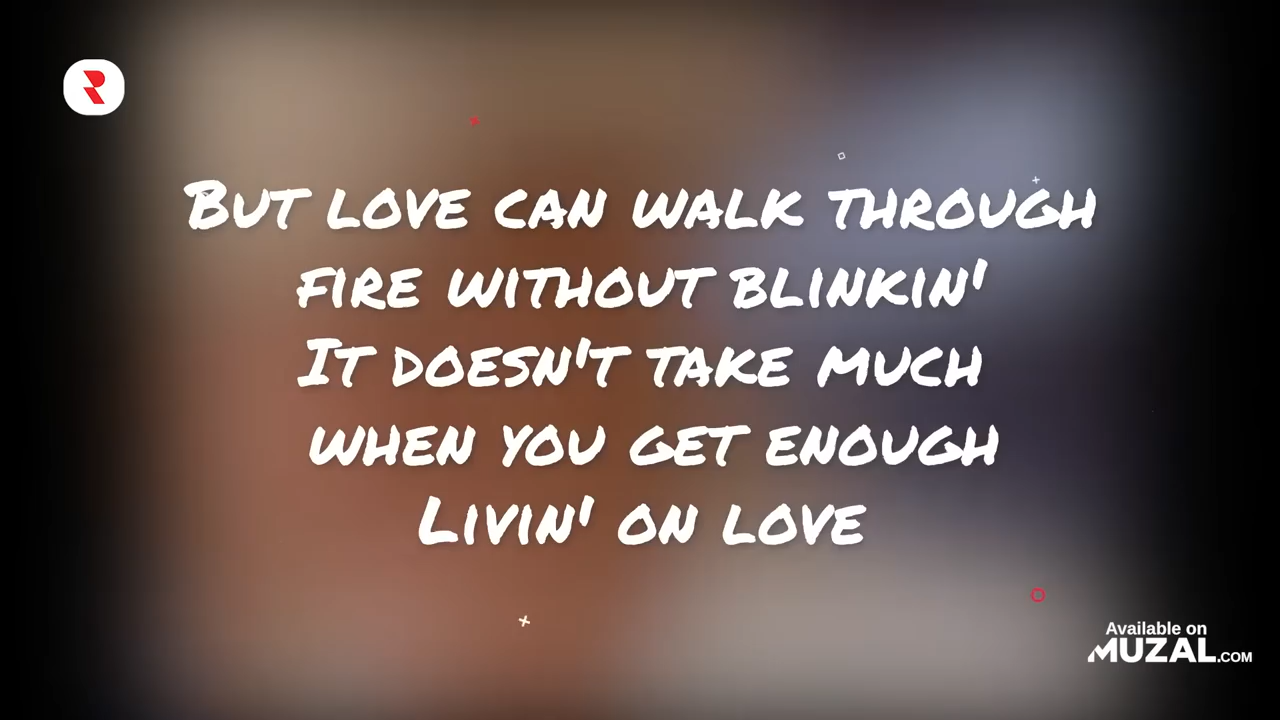 But love can walk through
fire without blinkin'
It doesn't take much
when you get enough
Livin' on love
Available on
MUZAL.COM